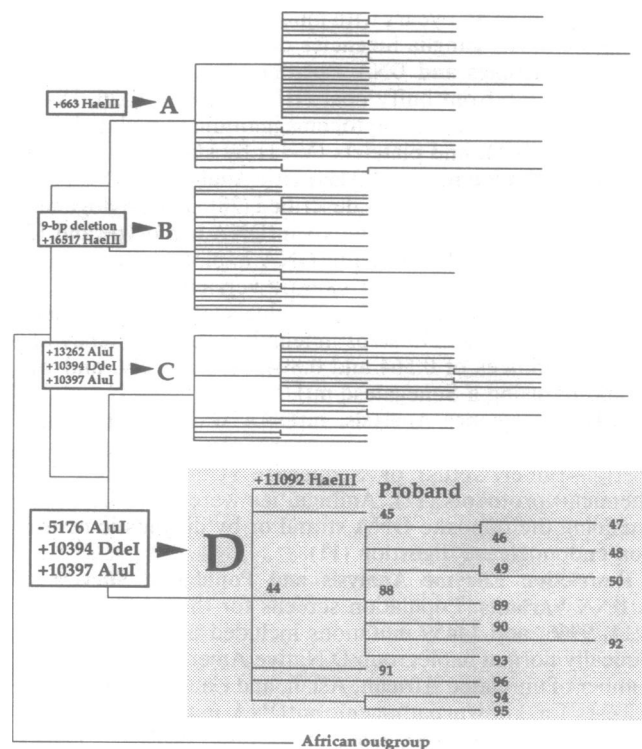 +663 HaeIII
A
9-bp deletion
+16517 HaeIII
B
+13262 AluI
+10394 DdeI
+10397 AluI
C
+11092 HaeIII
Proband
- 5176 AluI
+10394 DdeI
+10397 AluI
D
44
45
46
47
48
49
50
88
89
90
92
93
91
96
94
95
African outgroup